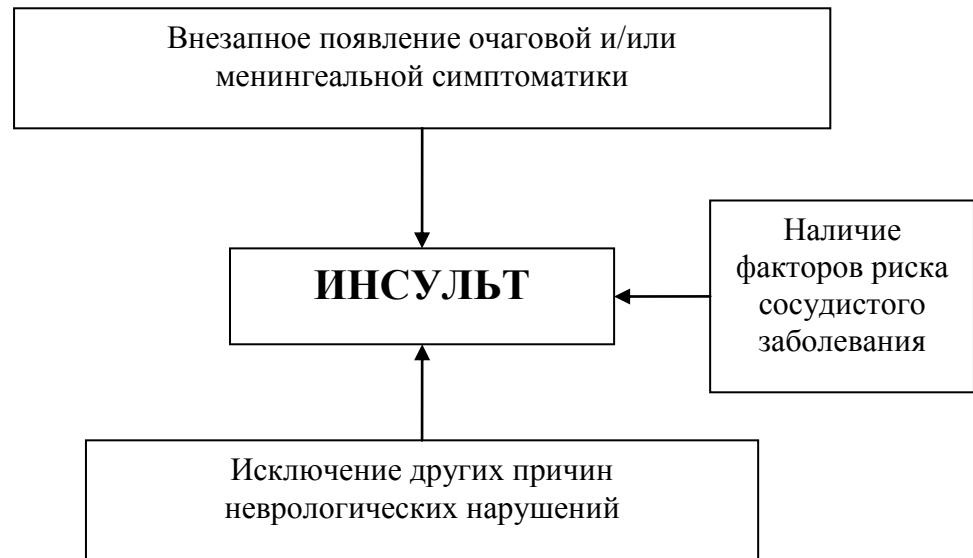 Внезапное появление очаговой и/или
менингеальной симптоматики
ИНСУЛЬТ
Наличие
факторов риска
сосудистого
заболевания
Исключение других причин
неврологических нарушений